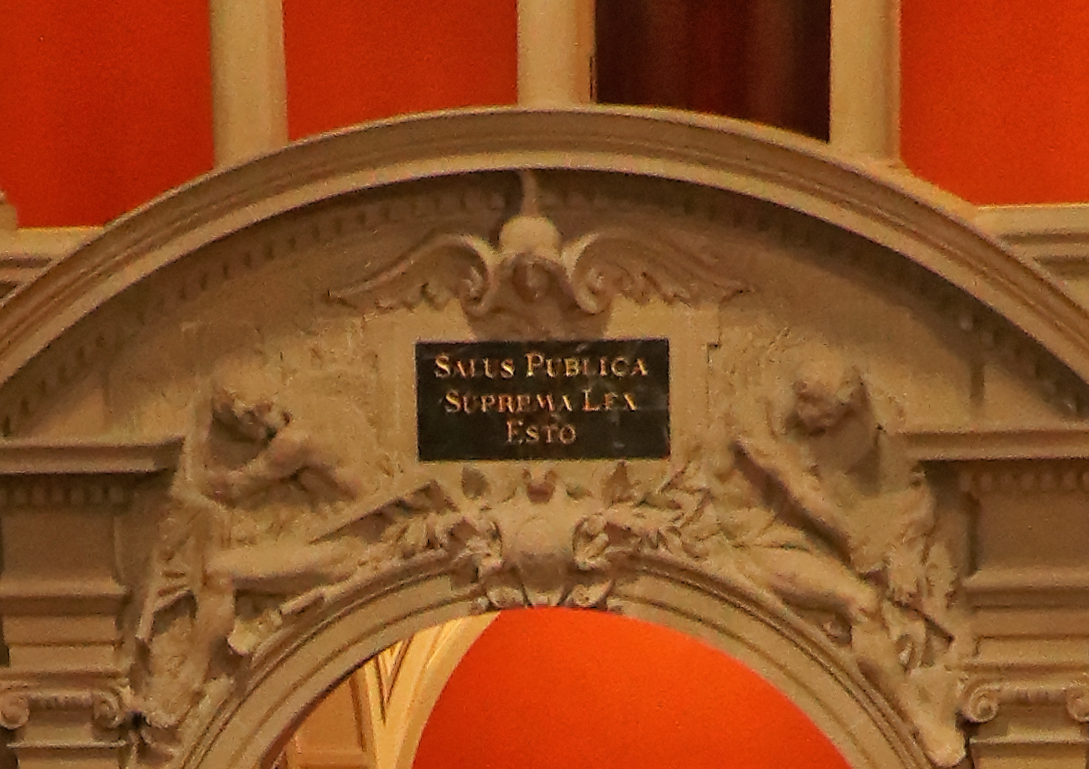 Salus Publica
Suprema Lex
Esto